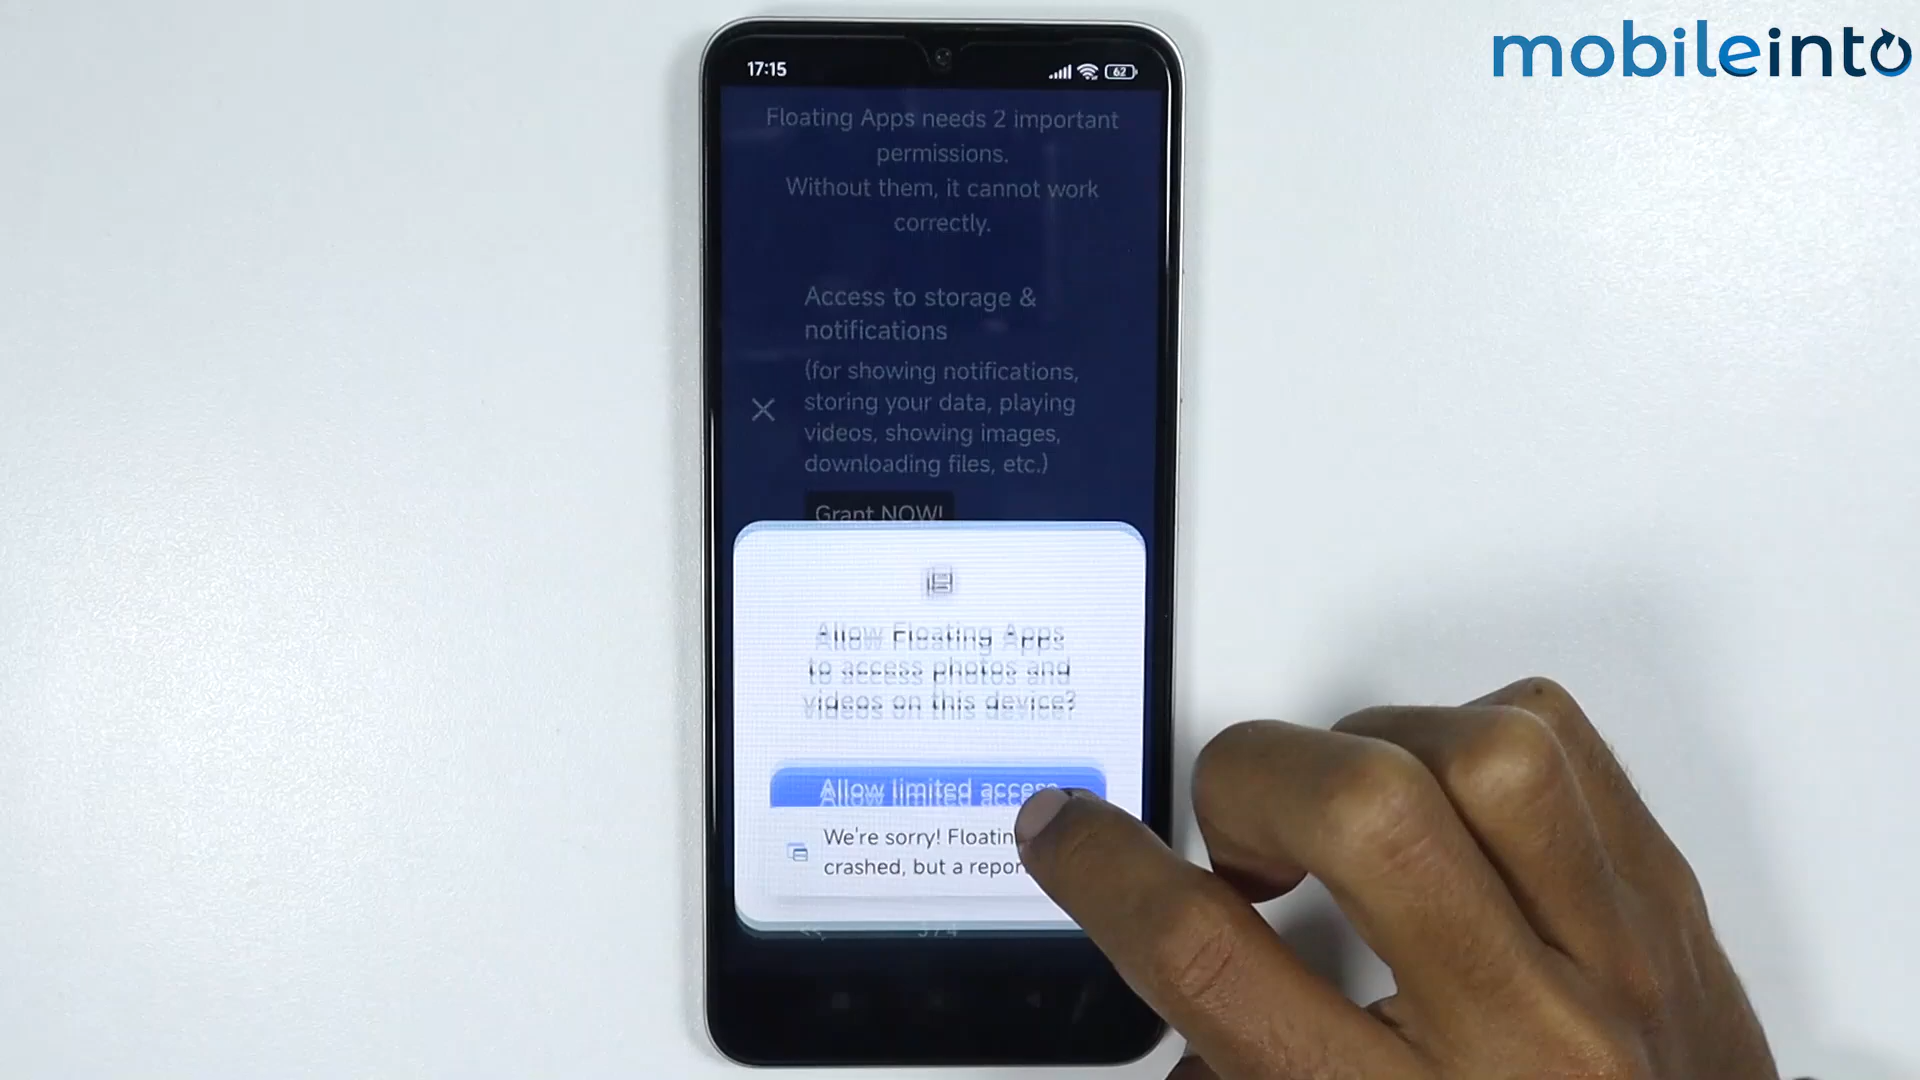 mobileinto
17:15
62
Floating Apps needs 2 important
permissions.
Without them, it cannot work
correctly.
Access to storage &
notifications
(for showing notifications,
storing your data, playing
videos, showing images,
downloading files, etc.)
Grant NOW!
Allow Floating Apps
to access photos and
videos on this device?
Allow limited access
We're sorry!
crashed, but a
<<
3/4